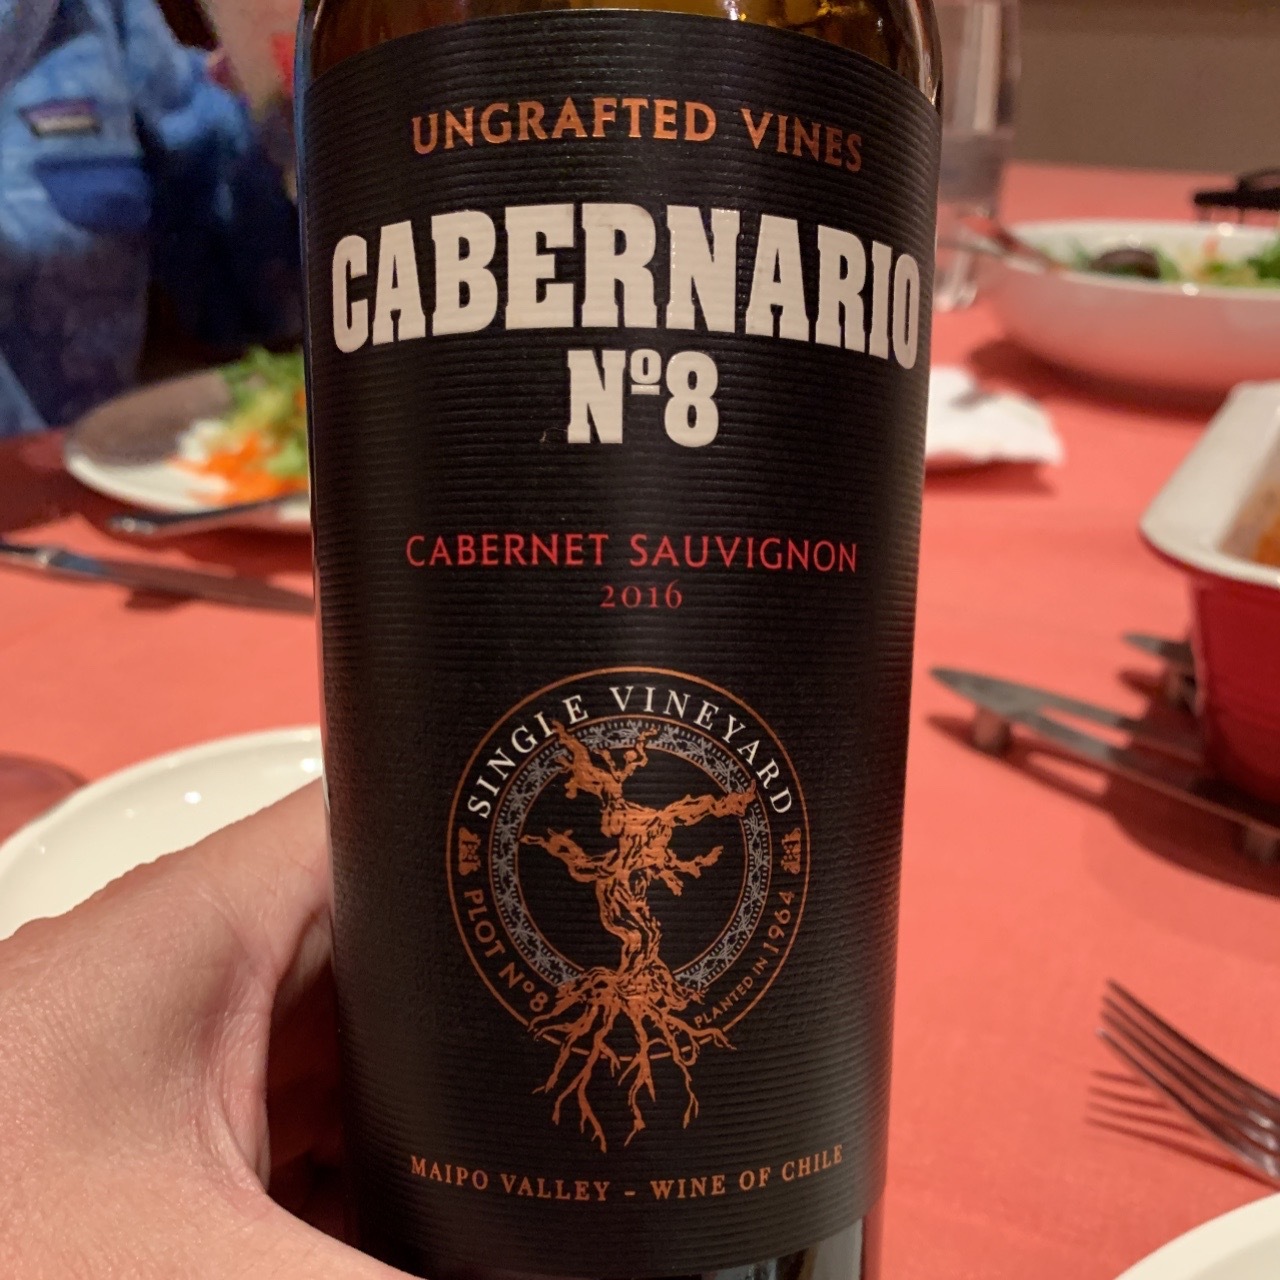 UNGRAFTED VINES
CABERNARIO
Nº8
CABERNET SAUVIGNON
2016
SINGLE VINEYARD
PLOT Nº8
PLANTED IN 1964
MAIPO VALLEY – WINE OF CHILE